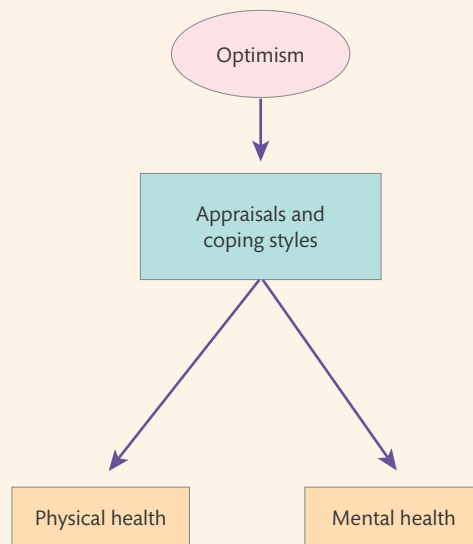 Optimism
Appraisals and
coping styles
Physical health
Mental health